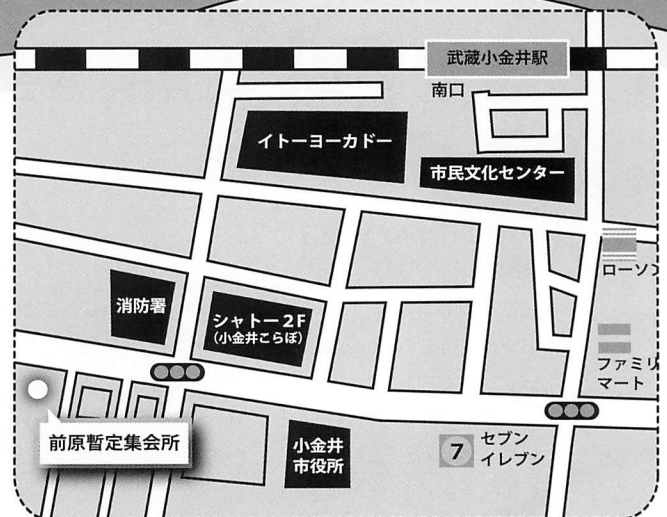 武蔵小金井駅
南口
イトーヨーカドー
市民文化センター
ローソン
消防署
シャトー2F
(小金井こらぼ)
ファミリ
マート
前原暫定集会所
小金井
市役所
7
セブン
イレブン